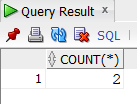 Query Result
SQL
COUNT(*)
1 2